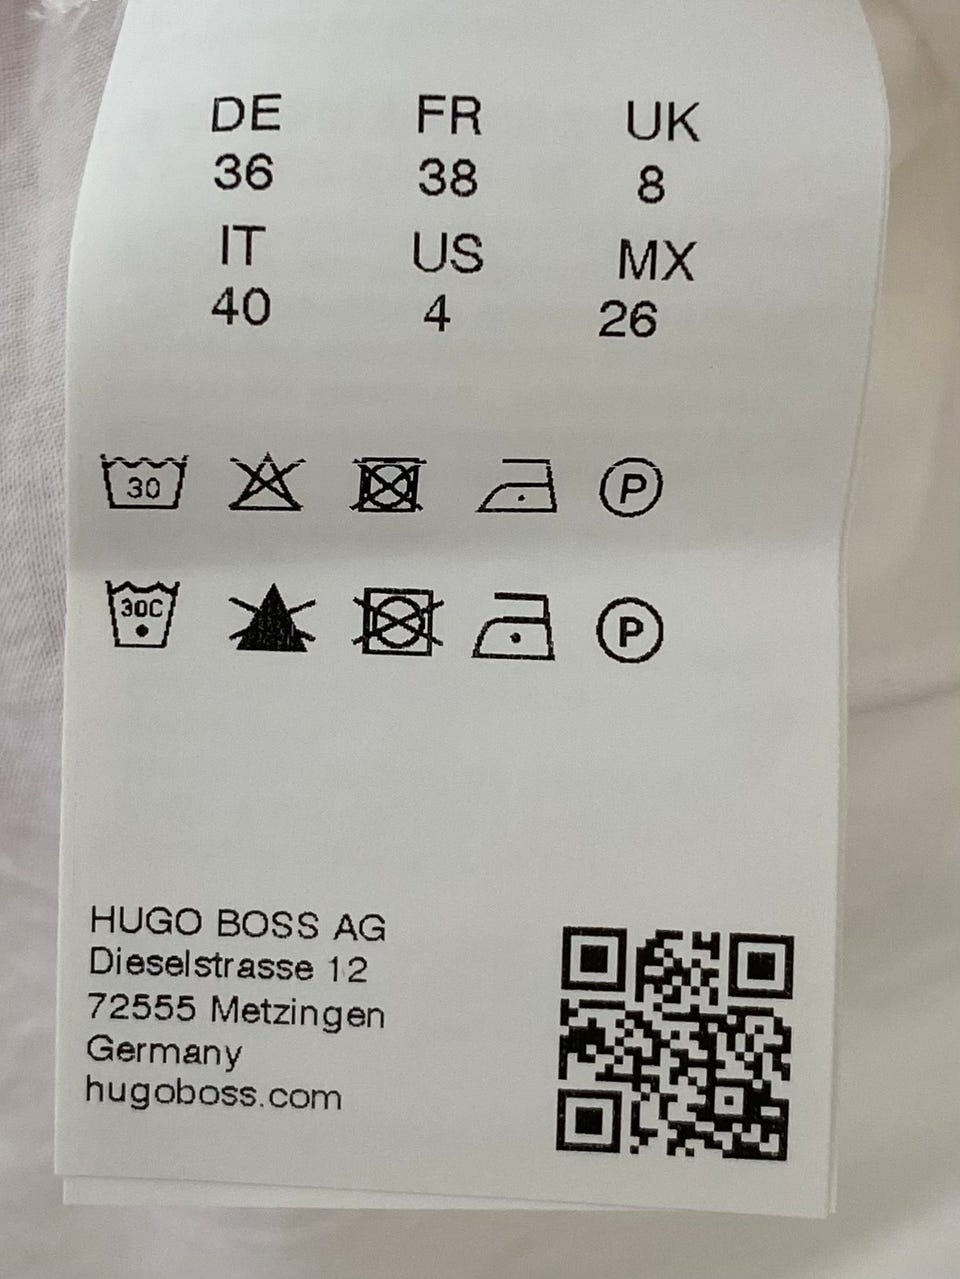 DE FR UK
36 38 8
IT US MX
40 4 26
30 P
30C P
HUGO BOSS AG
Dieselstrasse 12
72555 Metzingen
Germany
hugoboss.com